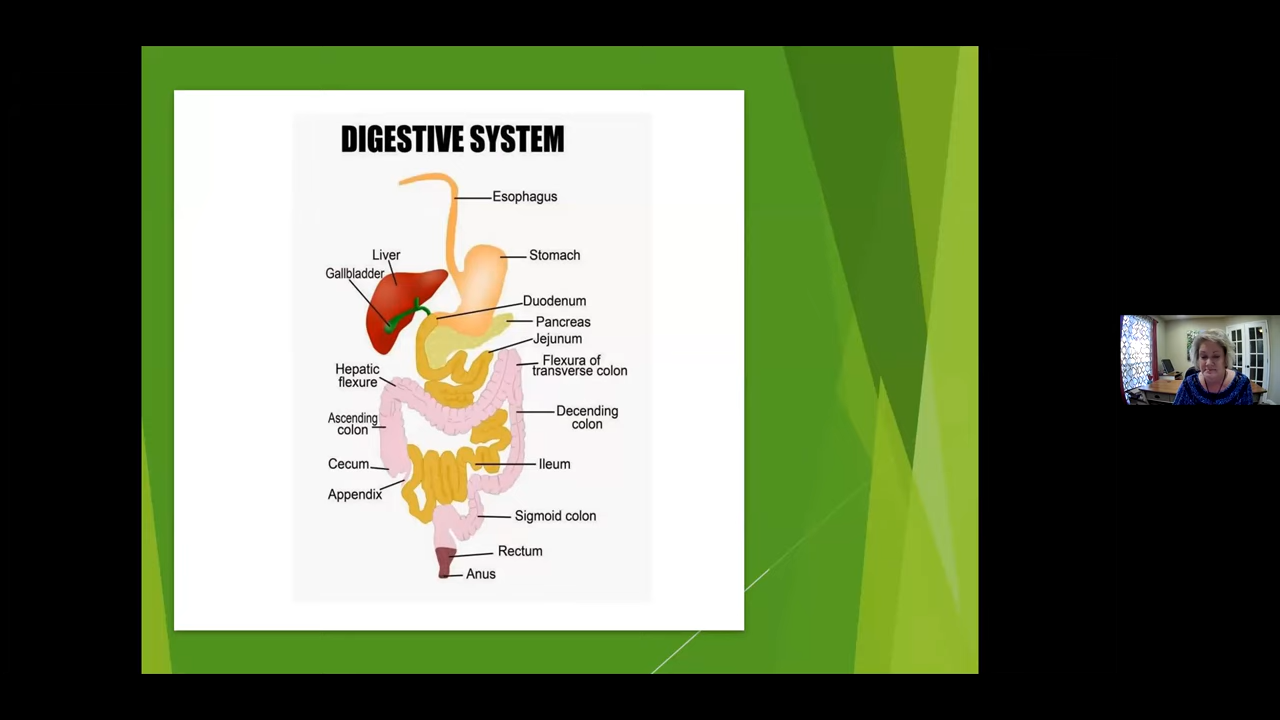 DIGESTIVE SYSTEM
Esophagus
Liver
Stomach
Gallbladder
Duodenum
Pancreas
Jejunum
Flexura of
transverse colon
Hepatic
flexure
Decending
colon
Ascending
colon
Cecum
Ileum
Appendix
Sigmoid colon
Rectum
Anus